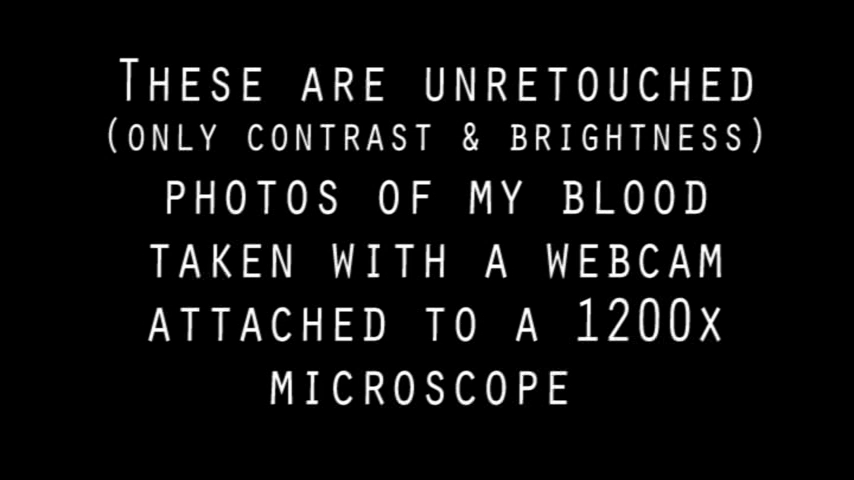 These are unretouched
(only contrast & brightness)
photos of my blood
taken with a webcam
attached to a 1200x
microscope